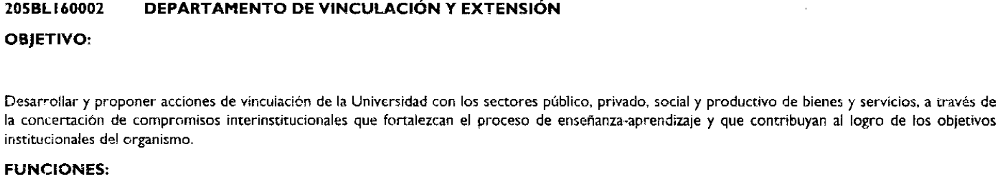 205BL160002 DEPARTAMENTO DE VINCULACIÓN Y EXTENSIÓN
OBJETIVO:
Desarrollar y proponer acciones de vinculación de la Universidad con los sectores público, privado, social y productivo de bienes y servicios, a través de
la concertación de compromisos interinstitucionales que fortalezcan el proceso de enseñanza-aprendizaje y que contribuyan al logro de los objetivos
institucionales del organismo.
FUNCIONES: